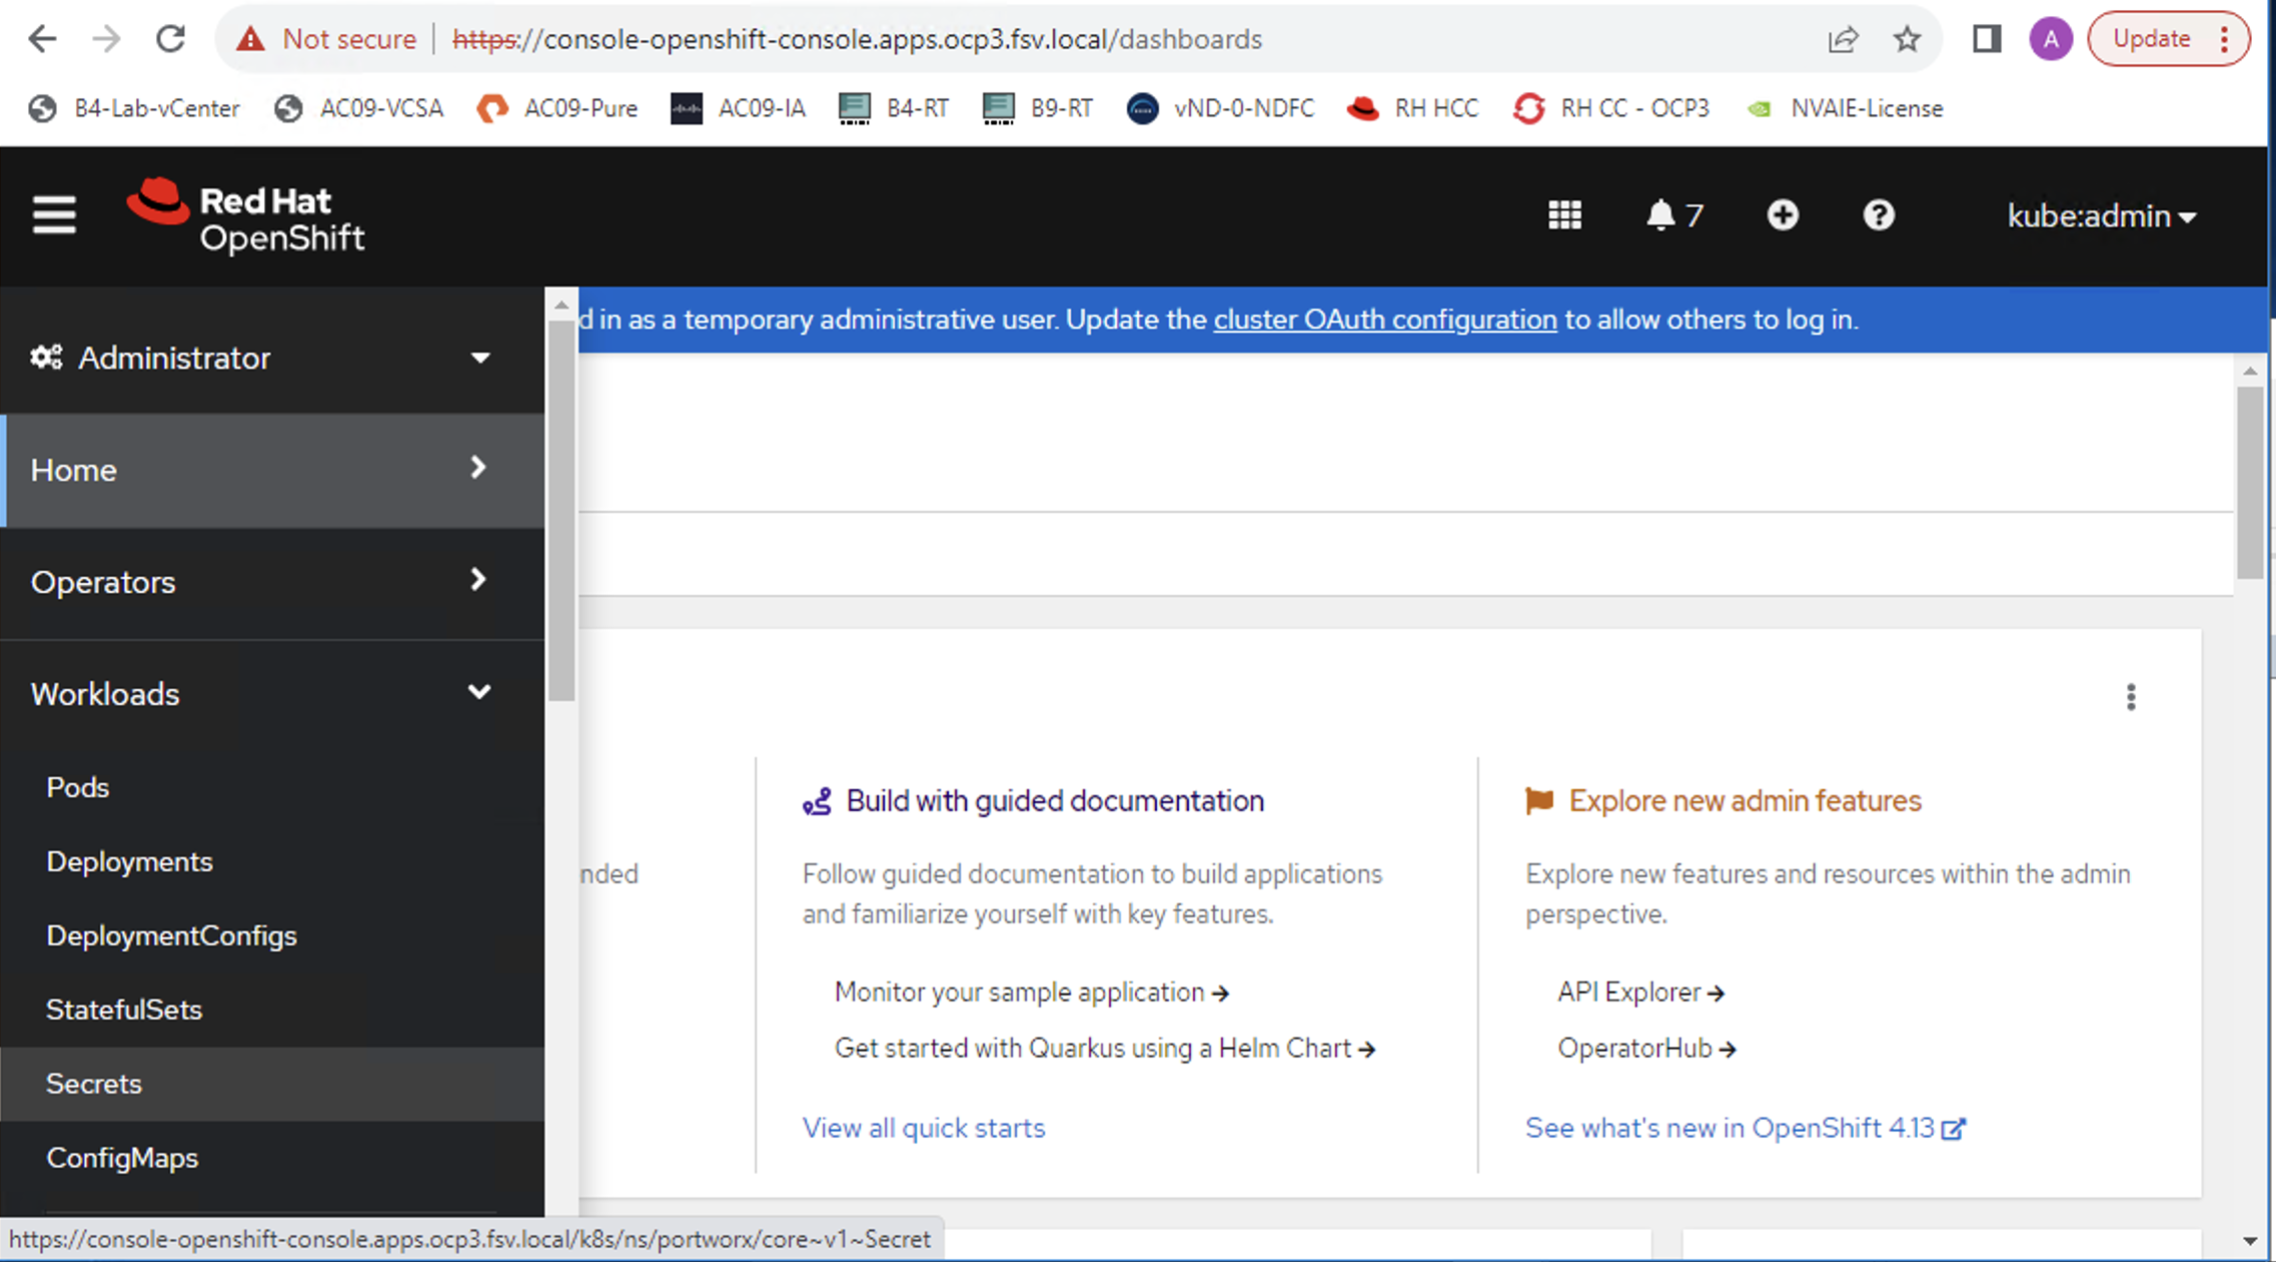 Not secure | https://console-openshift-console.apps.ocp3.fsv.local/dashboards
A
Update
B4-Lab-vCenter AC09-VCSA AC09-Pure AC09-IA B4-RT B9-RT vND-0-NDFC RH HCC RH CC - OCP3 NVAIE-License
Red Hat
OpenShift
7
kube:admin
d in as a temporary administrative user. Update the cluster OAuth configuration to allow others to log in.
Administrator
Home
Operators
Workloads
Pods
Deployments
DeploymentConfigs
StatefulSets
Secrets
ConfigMaps
nded
Build with guided documentation
Follow guided documentation to build applications
and familiarize yourself with key features.
Monitor your sample application
Get started with Quarkus using a Helm Chart
View all quick starts
Explore new admin features
Explore new features and resources within the admin
perspective.
API Explorer
OperatorHub
See what's new in OpenShift 4.13
https://console-openshift-console.apps.ocp3.fsv.local/k8s/ns/portworx/core~v1~Secret